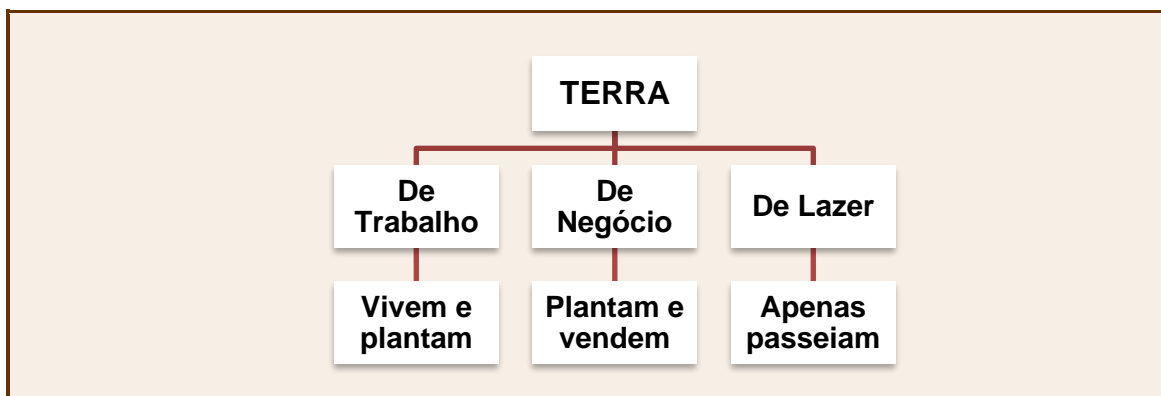 TERRA
De
Trabalho
De
Negócio
De Lazer
Vivem e
plantam
Plantam e
vendem
Apenas
passeiam